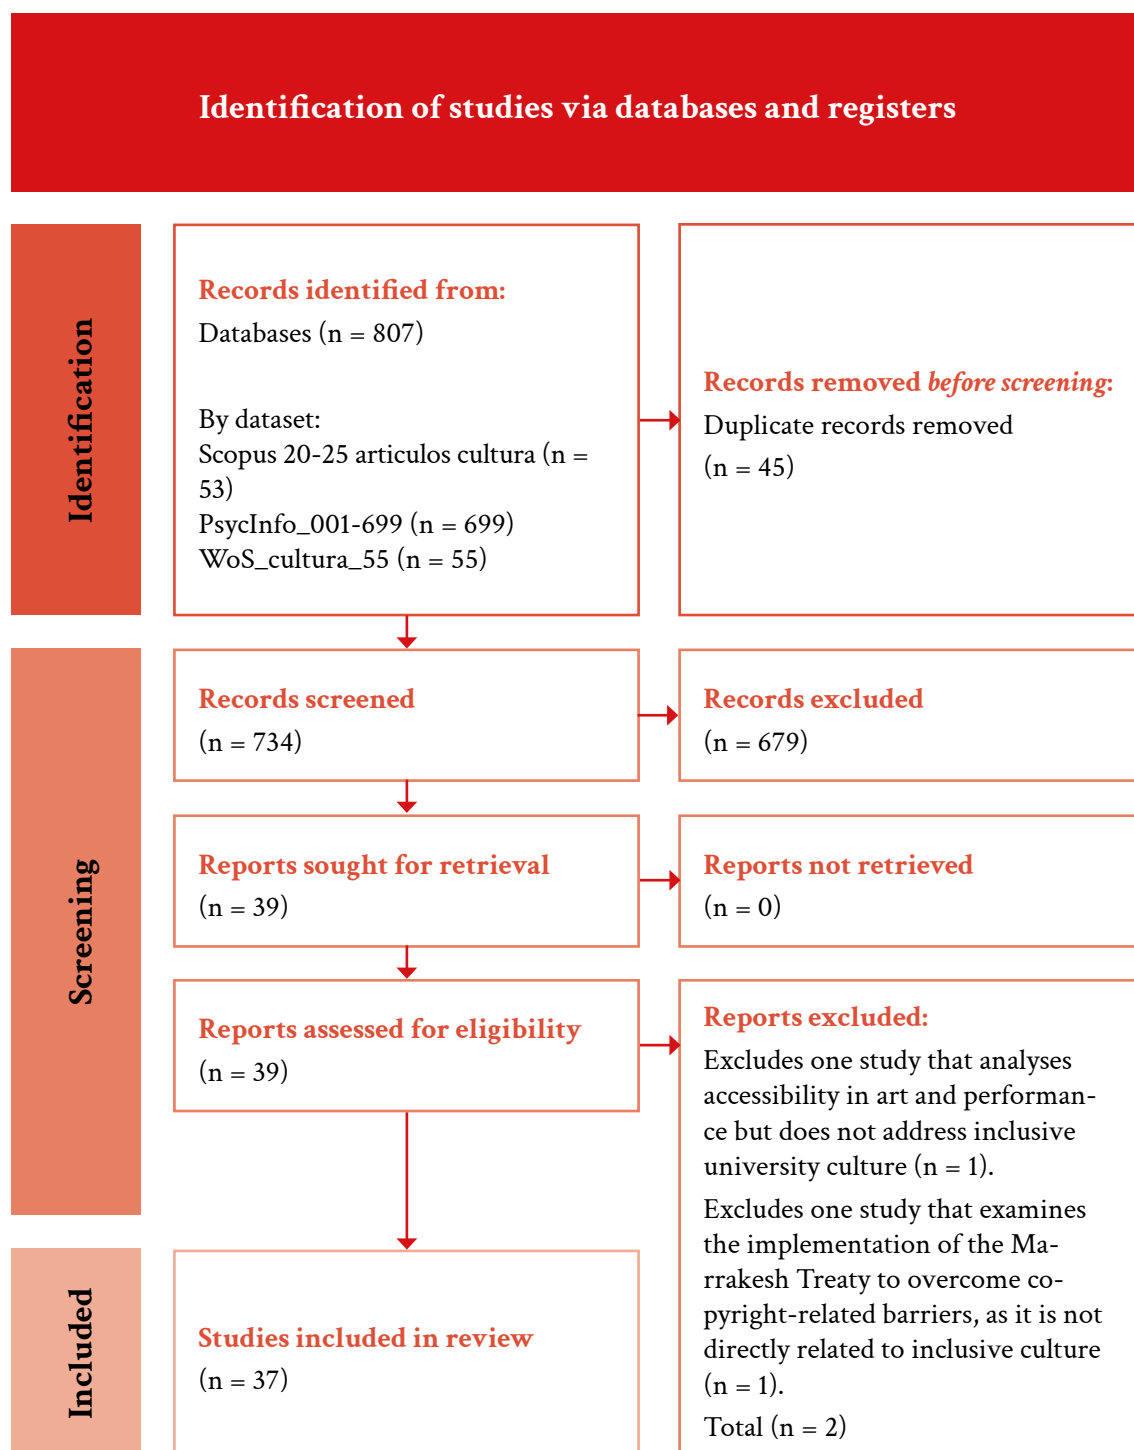 Identification of studies via databases and registers
Identification
Records identified from:
Databases (n = 807)
By dataset:
Scopus 20-25 articulos cultura (n =
53)
PsycInfo_001-699 (n = 699)
WoS_cultura_55 (n = 55)
Records removed before screening:
Duplicate records removed
(n = 45)
Screening
Records screened
(n = 734)
Records excluded
(n = 679)
Reports sought for retrieval
(n = 39)
Reports not retrieved
(n = 0)
Reports assessed for eligibility
(n = 39)
Reports excluded:
Excludes one study that analyses
accessibility in art and performan-
ce but does not address inclusive
university culture (n = 1).
Excludes one study that examines
the implementation of the Ma-
rrakesh Treaty to overcome co-
pyright-related barriers, as it is not
directly related to inclusive culture
(n = 1).
Total (n = 2)
Included
Studies included in review
(n = 37)